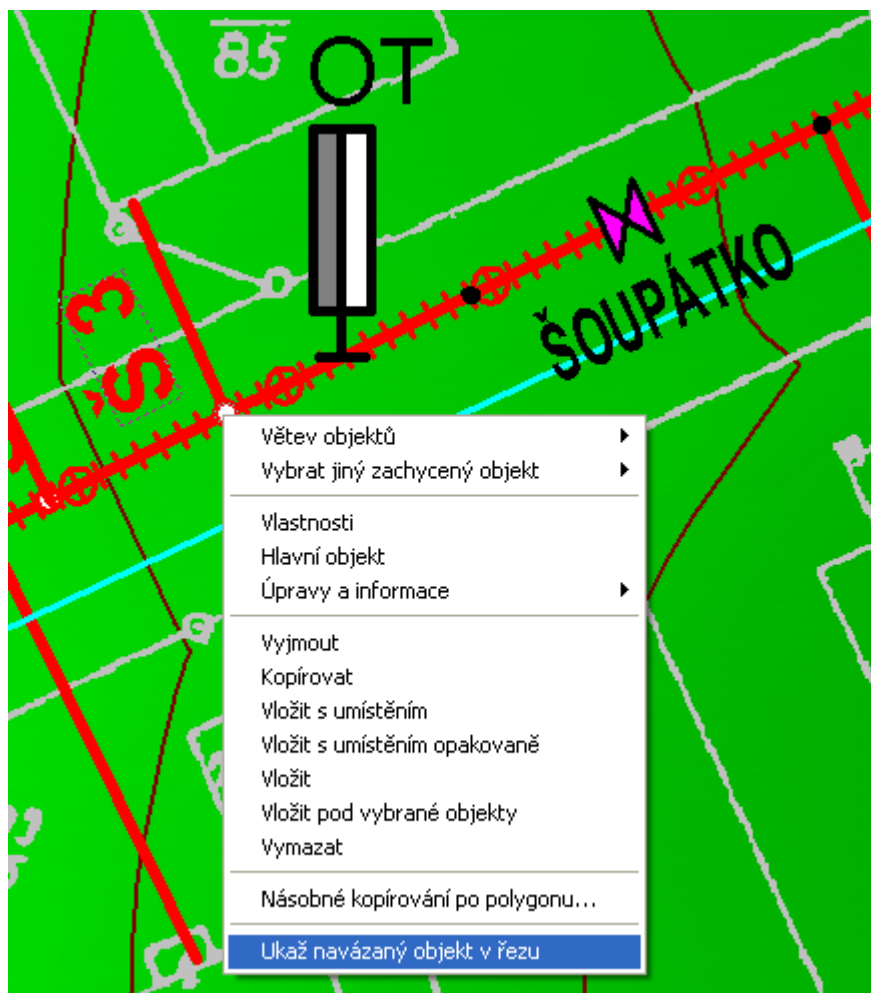 85
OT
ŠOUPÁTKO
Š 3
Větev objektů
Vybrat jiný zachycený objekt
Vlastnosti
Hlavní objekt
Úpravy a informace
Vyjmout
Kopírovat
Vložit s umístěním
Vložit s umístěním opakovaně
Vložit
Vložit pod vybrané objekty
Vymazat
Násobné kopírování po polygonu...
Ukaž navázaný objekt v řezu